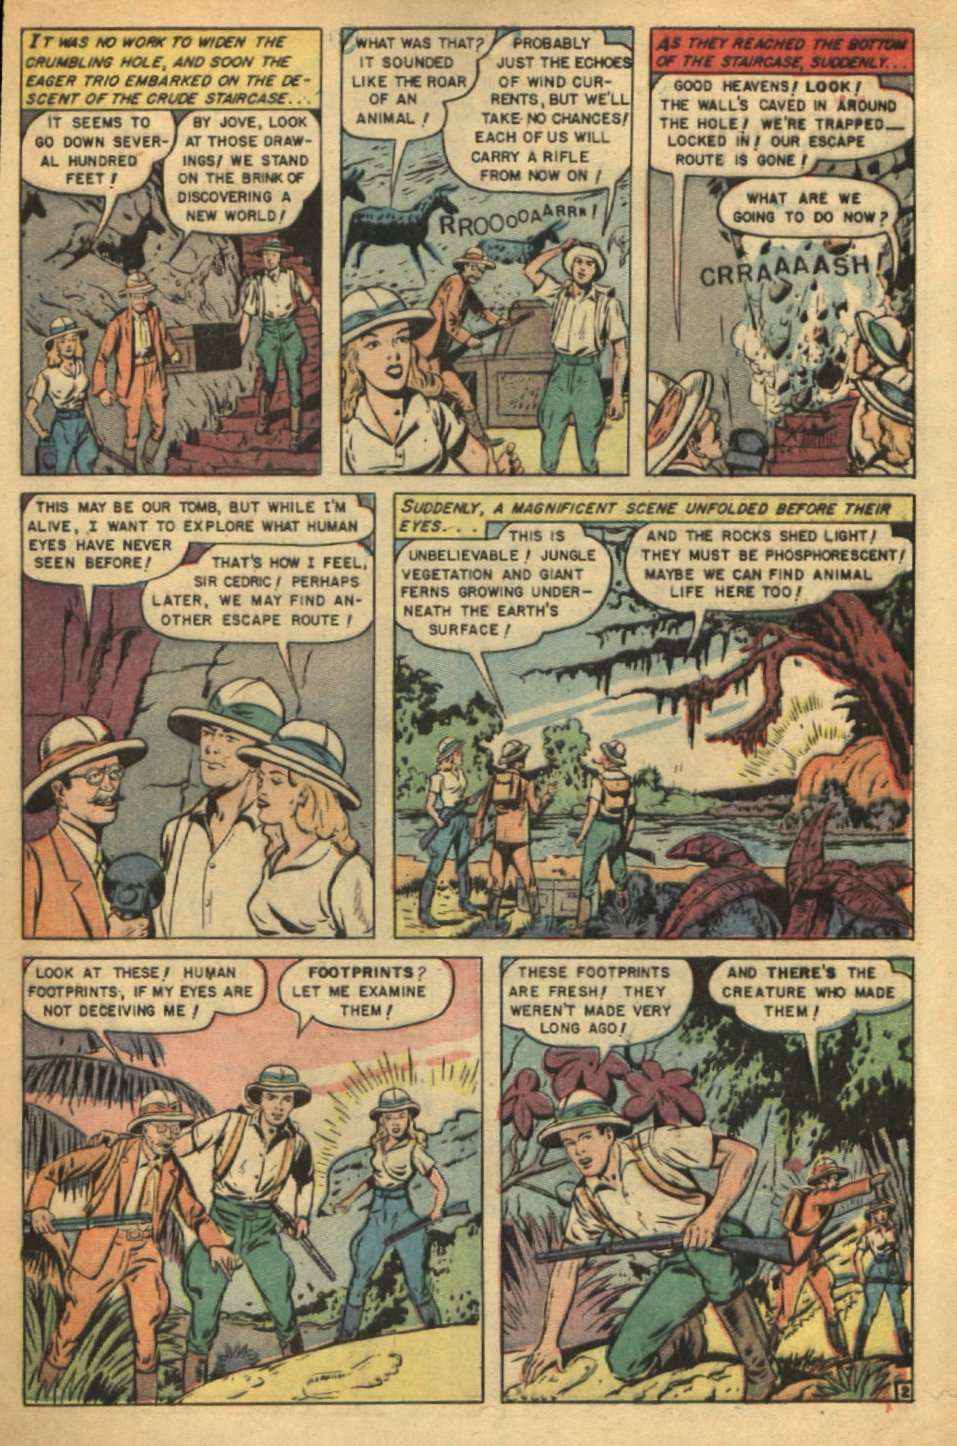 IT WAS NO WORK TO WIDEN THE
CRUMBLING HOLE, AND SOON THE
EAGER TRIO EMBARKED ON THE DE-
SCENT OF THE CRUDE STAIRCASE...
IT SEEMS TO
GO DOWN SEVER-
AL HUNDRED
FEET!
BY JOVE, LOOK
AT THOSE DRAW-
INGS! WE STAND
ON THE BRINK OF
DISCOVERING A
NEW WORLD!
WHAT WAS THAT?
IT SOUNDED
LIKE THE ROAR
OF AN
ANIMAL!
PROBABLY
JUST THE ECHOES
OF WIND CUR-
RENTS, BUT WE'LL
TAKE NO CHANCES!
EACH OF US WILL
CARRY A RIFLE
FROM NOW ON!
RROOOOAARRR!
AS THEY REACHED THE BOTTOM
OF THE STAIRCASE, SUDDENLY...
GOOD HEAVENS! LOOK!
THE WALL'S CAVED IN AROUND
THE HOLE! WE'RE TRAPPED—
LOCKED IN! OUR ESCAPE
ROUTE IS GONE!
WHAT ARE WE
GOING TO DO NOW?
CRRAAAASH
THIS MAY BE OUR TOMB, BUT WHILE I'M
ALIVE, I WANT TO EXPLORE WHAT HUMAN
EYES HAVE NEVER
SEEN BEFORE!
THAT'S HOW I FEEL,
SIR CEDRIC! PERHAPS
LATER, WE MAY FIND AN-
OTHER ESCAPE ROUTE!
SUDDENLY, A MAGNIFICENT SCENE UNFOLDED BEFORE THEIR
EYES...
THIS IS
UNBELIEVABLE! JUNGLE
VEGETATION AND GIANT
FERNS GROWING UNDER-
NEATH THE EARTH'S
SURFACE!
AND THE ROCKS SHED LIGHT!
THEY MUST BE PHOSPHORESCENT!
MAYBE WE CAN FIND ANIMAL
LIFE HERE TOO!
LOOK AT THESE! HUMAN
FOOTPRINTS, IF MY EYES ARE
NOT DECEIVING ME!
FOOTPRINTS?
LET ME EXAMINE
THEM!
THESE FOOTPRINTS
ARE FRESH! THEY
WEREN'T MADE VERY
LONG AGO!
AND THERE'S THE
CREATURE WHO MADE
THEM!
2